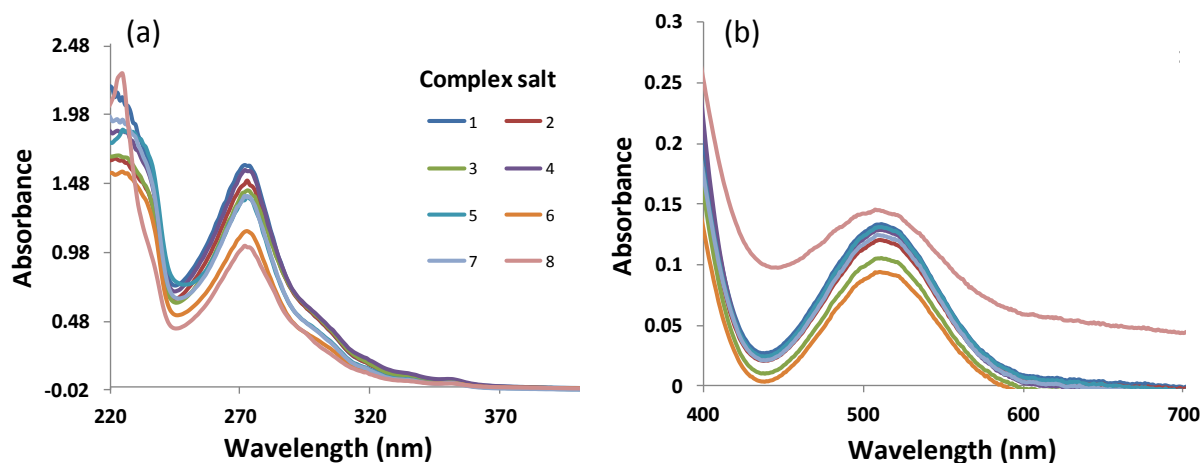 (a)
2.48
1.98
1.48
0.98
0.48
-0.02
Absorbance
220 270 320 370
Wavelength (nm)
Complex salt
1 2
3 4
5 6
7 8
(b)
0.3
0.25
0.2
0.15
0.1
0.05
0
Absorbance
400 500 600 700
Wavelength (nm)